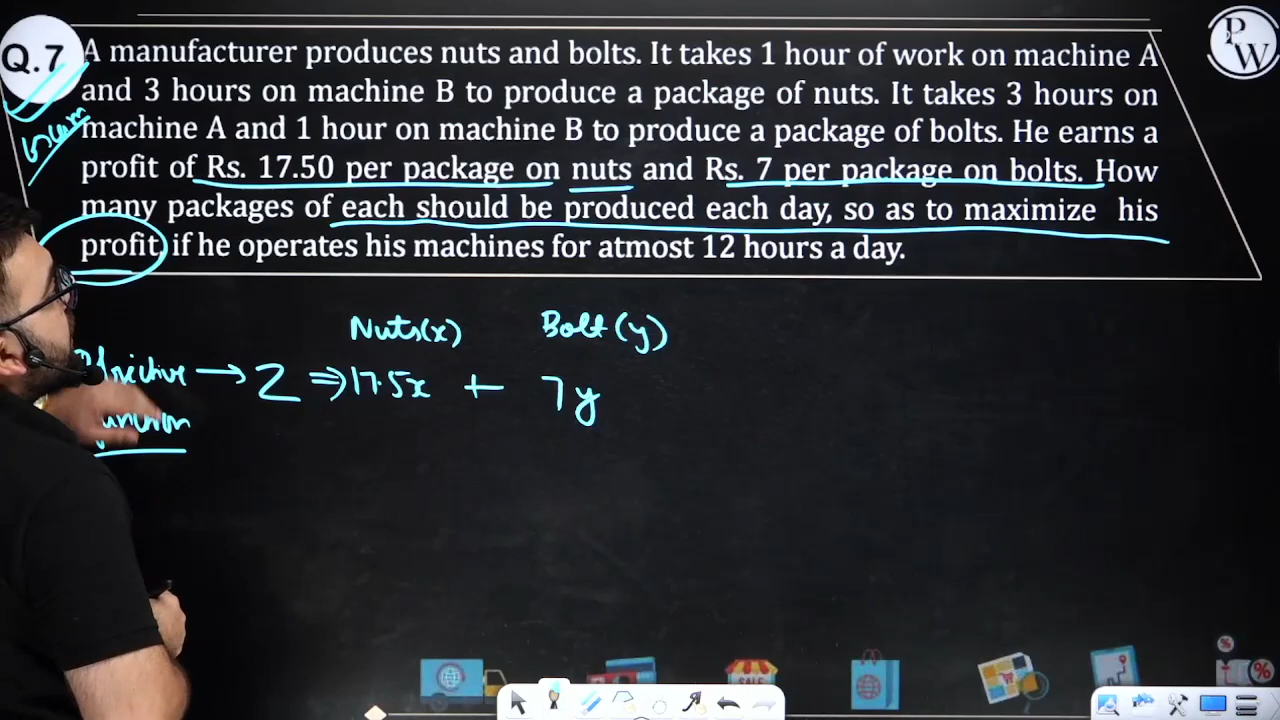 Q.7
A manufacturer produces nuts and bolts. It takes 1 hour of work on machine A
and 3 hours on machine B to produce a package of nuts. It takes 3 hours on
machine A and 1 hour on machine B to produce a package of bolts. He earns a
profit of Rs. 17.50 per package on nuts and Rs. 7 per package on bolts. How
many packages of each should be produced each day, so as to maximize his
profit, if he operates his machines for atmost 12 hours a day.
PW
Nuts(x) Bolt(y)
→ Z ⇒ 17.5x + 7y
SALE
%
%